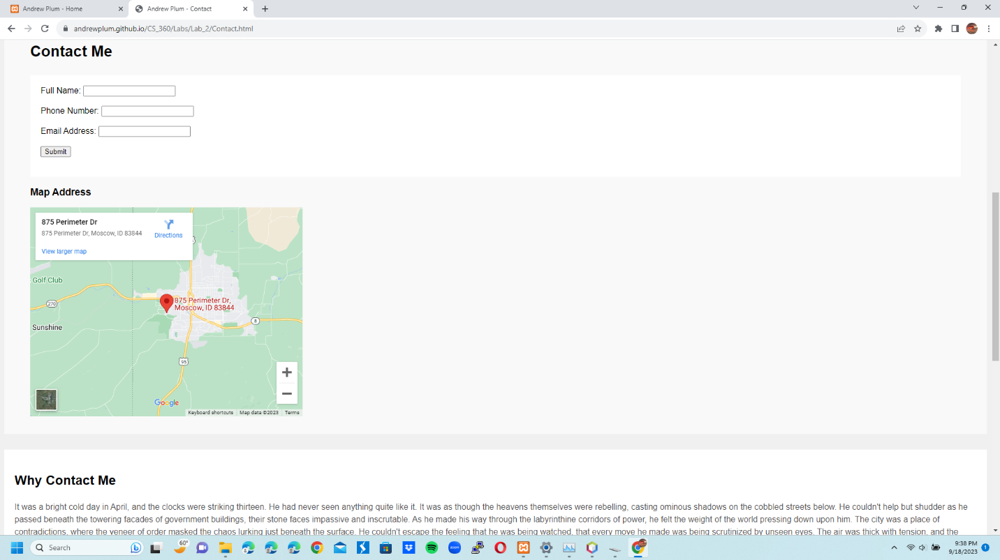 Andrew Plum - Home
Andrew Plum - Contact
andrewplum.github.io/CS_360/Labs/Lab_2/Contact.html
Contact Me
Full Name:
Phone Number:
Email Address:
Submit
Map Address
875 Perimeter Dr
875 Perimeter Dr, Moscow, ID 83844
Directions
View larger map
Golf Club
270
Sunshine
875 Perimeter Dr,
Moscow, ID 83844
8
95
Google
Keyboard shortcuts Map data ©2023 Terms
Why Contact Me
It was a bright cold day in April, and the clocks were striking thirteen. He had never seen anything quite like it. It was as though the heavens themselves were rebelling, casting ominous shadows on the cobbled streets below. He couldn't help but shudder as he
passed beneath the towering facades of government buildings, their stone faces impassive and inscrutable. As he made his way through the labyrinthine corridors of power, he felt the weight of the world pressing down upon him. The city was a place of
contradictions, where the veneer of order masked the chaos lurking just beneath the surface. He couldn't escape the feeling that he was being watched, that every move he made was being scrutinized by unseen eyes. The air was thick with tension, and the
Search
60°
zoom
9:38 PM
9/18/2023
1